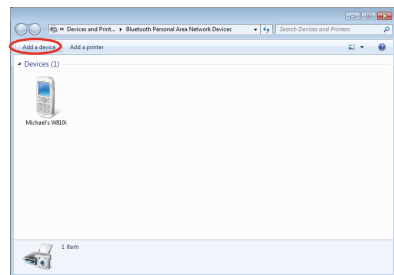 « Devices and Print... ▸ Bluetooth Personal Area Network Devices
Search Devices and Printers
Add a device
Add a printer
Devices (1)
Michael's W810i
1 item